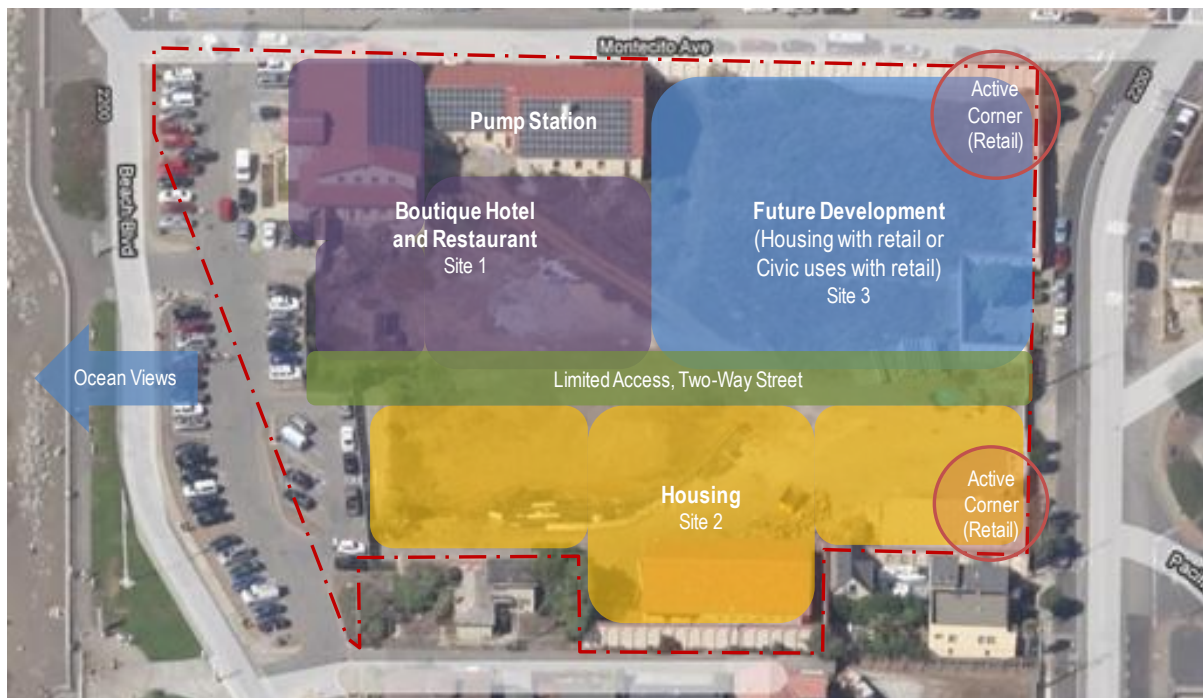 Montecito Ave
2200
Active
Corner
(Retail)
2200
Pump Station
Beach Blvd
Boutique Hotel
and Restaurant
Site 1
Future Development
(Housing with retail or
Civic uses with retail)
Site 3
Ocean Views
Limited Access, Two-Way Street
Housing
Site 2
Active
Corner
(Retail)